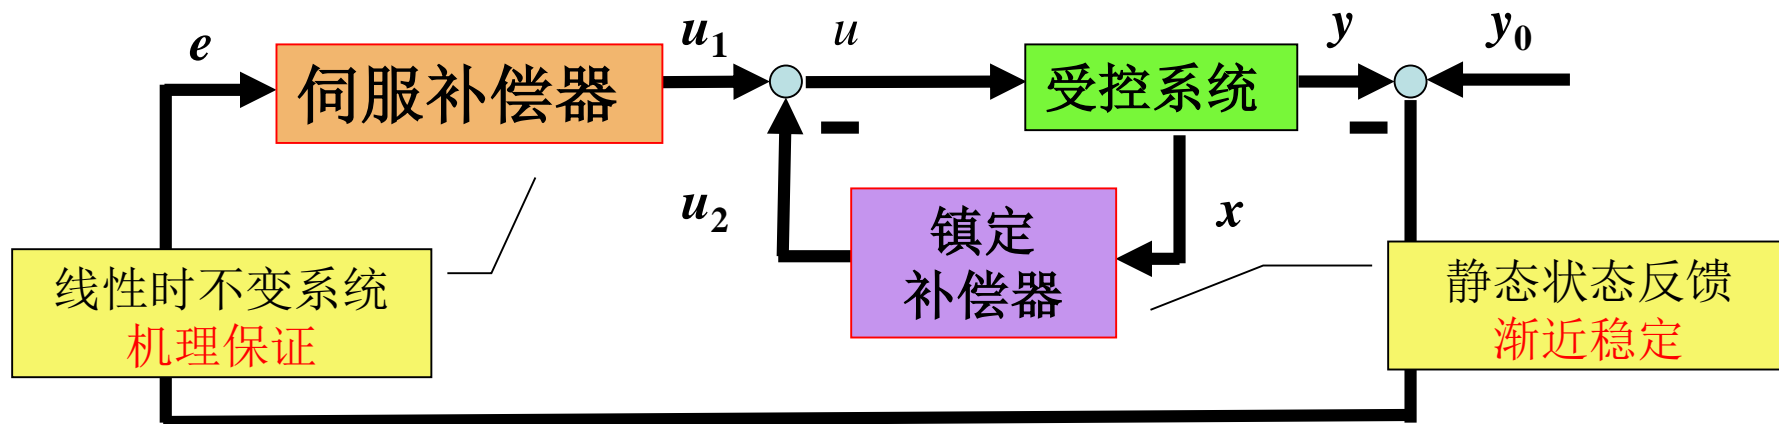 e
u1
u
y
y0
伺服补偿器
受控系统
u2
镇定
补偿器
x
线性时不变系统
机理保证
静态状态反馈
渐近稳定